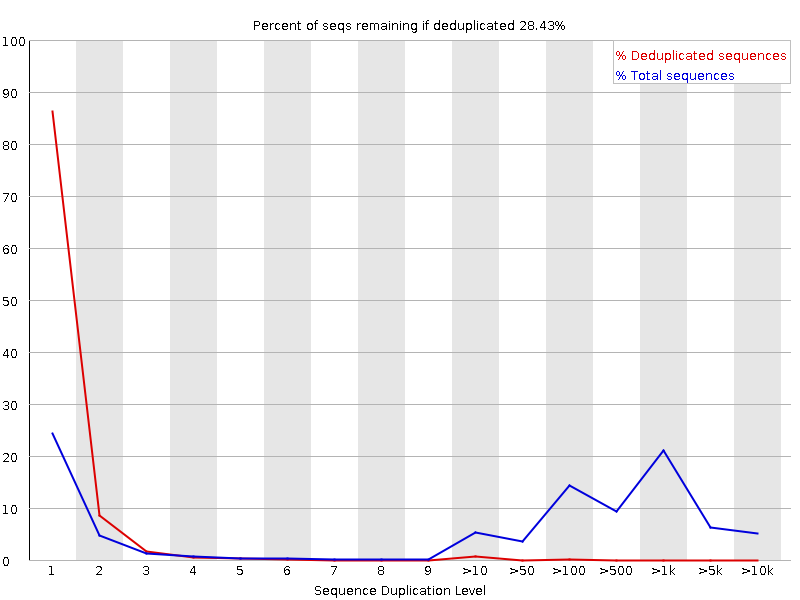 Percent of seqs remaining if deduplicated 28.43%
% Deduplicated sequences
% Total sequences
100
90
80
70
60
50
40
30
20
10
0
1 2 3 4 5 6 7 8 9 >10 >50 >100 >500 >1k >5k >10k
Sequence Duplication Level